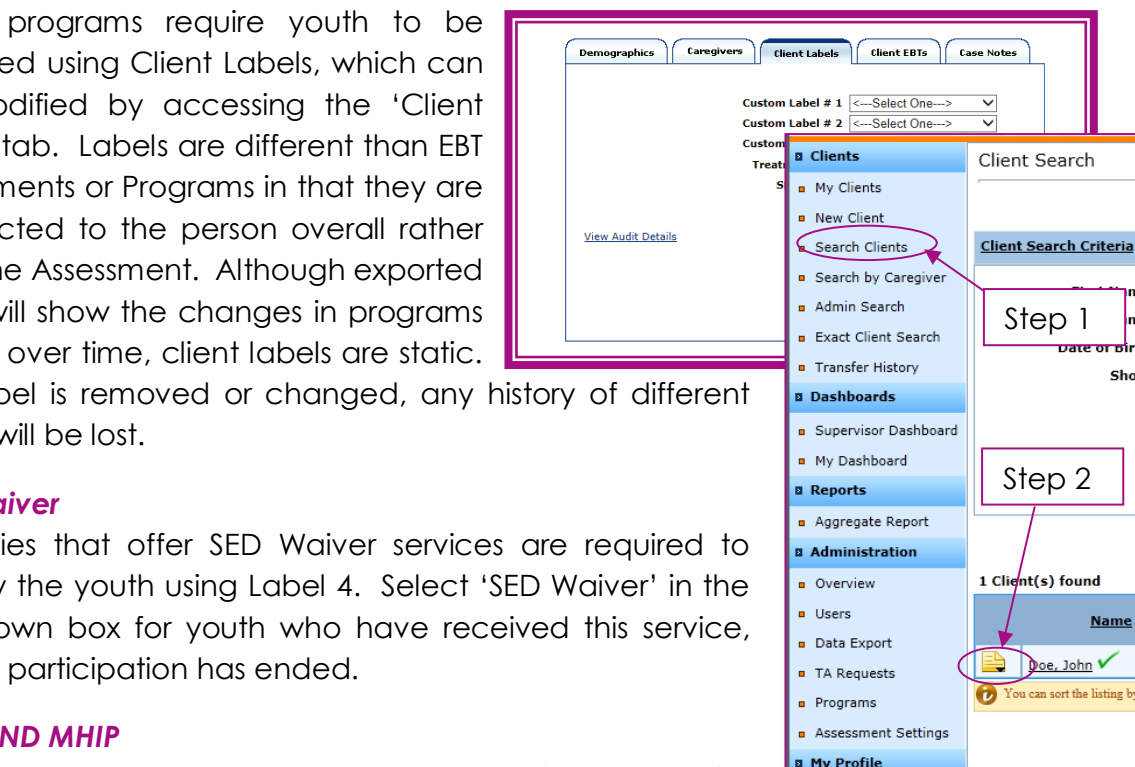 programs require youth to be
ed using Client Labels, which can
odified by accessing the ‘Client
tab. Labels are different than EBT
ments or Programs in that they are
cted to the person overall rather
he Assessment. Although exported
will show the changes in programs
over time, client labels are static.
bel is removed or changed, any history of different
will be lost.
aiver
ies that offer SED Waiver services are required to
y the youth using Label 4. Select ‘SED Waiver’ in the
own box for youth who have received this service,
participation has ended.
ND MHIP
Demographics Caregivers Client Labels Client EBTs Case Notes
Custom Label # 1 <---Select One--->
Custom Label # 2 <---Select One--->
Custom
Treat
S
View Audit Details
Clients
My Clients
New Client
Search Clients
Search by Caregiver
Admin Search
Exact Client Search
Transfer History
Dashboards
Supervisor Dashboard
My Dashboard
Reports
Aggregate Report
Administration
Overview
Users
Data Export
TA Requests
Programs
Assessment Settings
My Profile
Client Search
Client Search Criteria
Step 1
Date of Bir
Sho
Step 2
1 Client(s) found
Name
Doe, John
You can sort the listing by